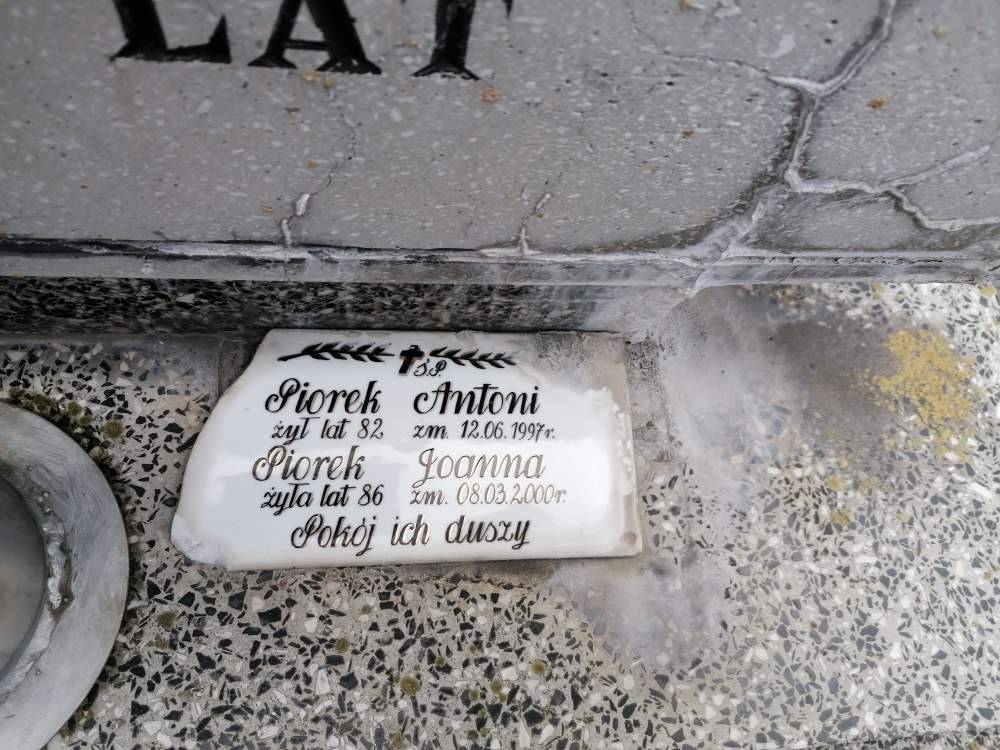 LAT
Ś.P.
Piorek Antoni
żył lat 82 zm. 12.06.1997r.
Piorek Joanna
żyła lat 86 zm. 08.03.2000r.
Pokój ich duszy